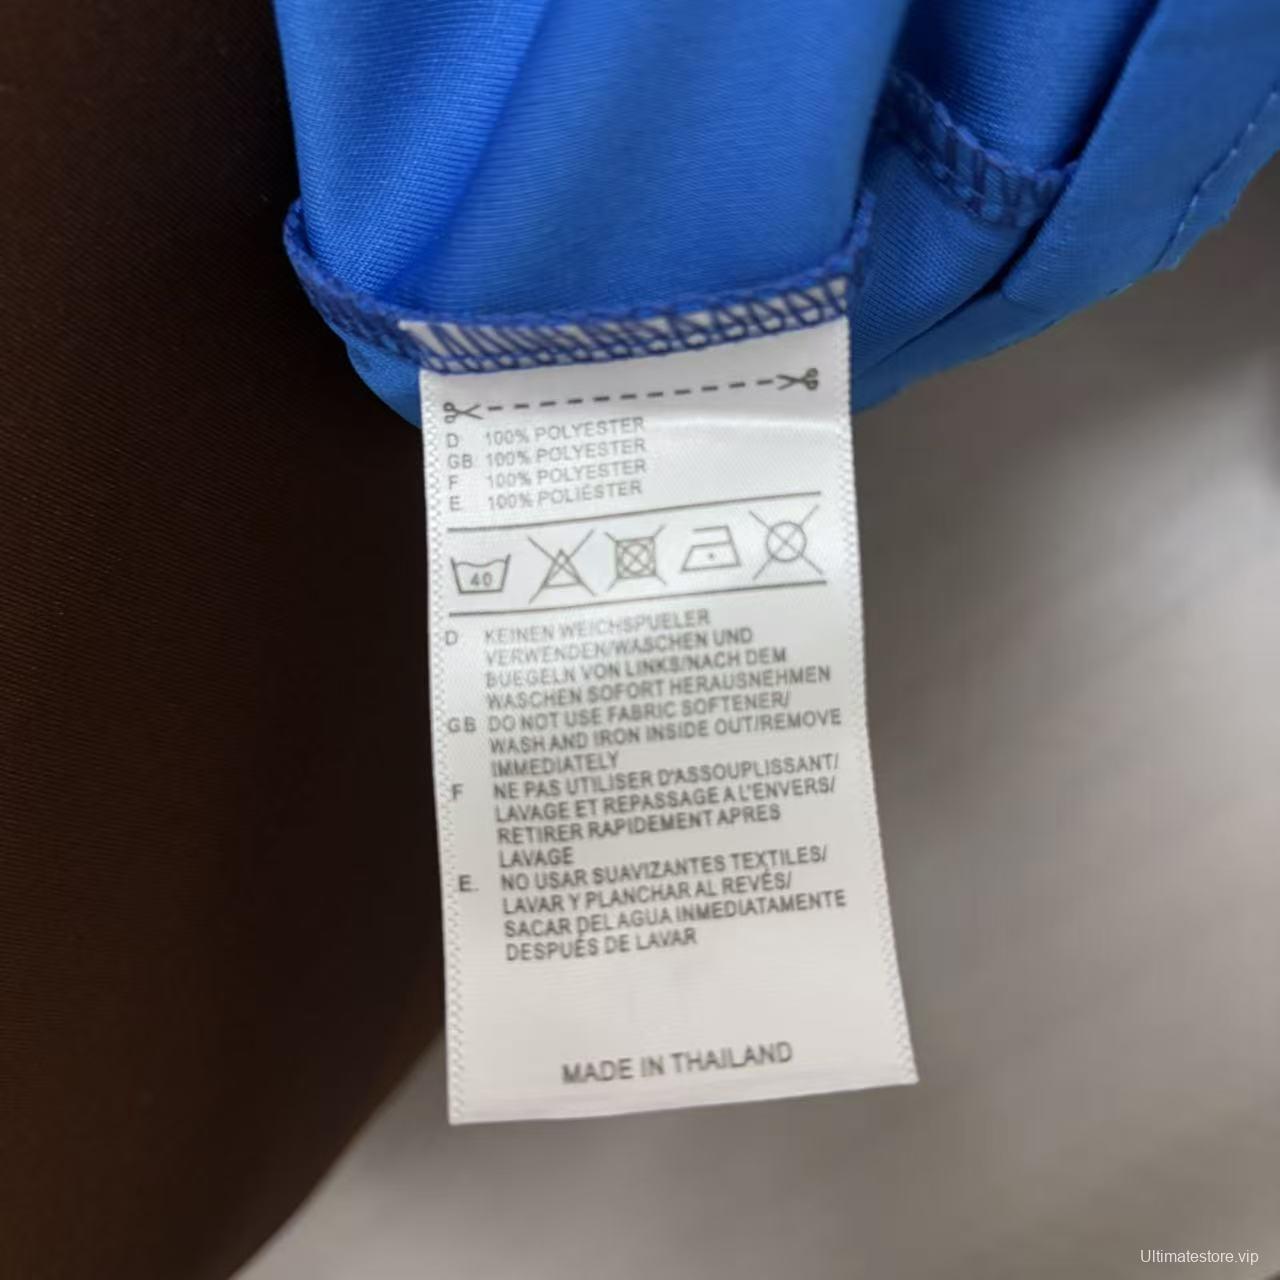 D 100% POLYESTER
GB 100% POLYESTER
F 100% POLYESTER
E 100% POLIÉSTER
40
D KEINEN WEICHSPUELER
VERWENDEN/WASCHEN UND
BUEGELN VON LINKS/NACH DEM
WASCHEN SOFORT HERAUSNEHMEN
GB DO NOT USE FABRIC SOFTENER/
WASH AND IRON INSIDE OUT/REMOVE
IMMEDIATELY
F NE PAS UTILISER D'ASSOUPLISSANT/
LAVAGE ET REPASSAGE A L'ENVERS/
RETIRER RAPIDEMENT APRES
LAVAGE
E. NO USAR SUAVIZANTES TEXTILES/
LAVAR Y PLANCHAR AL REVÉS/
SACAR DEL AGUA INMEDIATAMENTE
DESPUÉS DE LAVAR
MADE IN THAILAND
Ultimatestore.vip